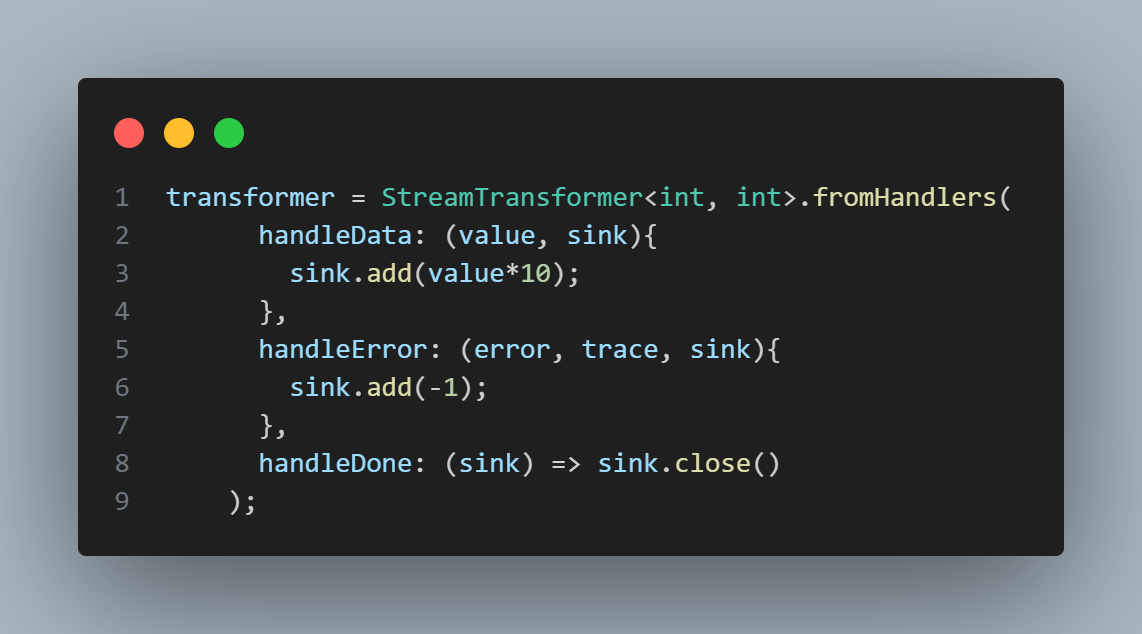 1 transformer = StreamTransformer<int, int>.fromHandlers(
2 handleData: (value, sink){
3 sink.add(value*10);
4 },
5 handleError: (error, trace, sink){
6 sink.add(-1);
7 },
8 handleDone: (sink) => sink.close()
9 );